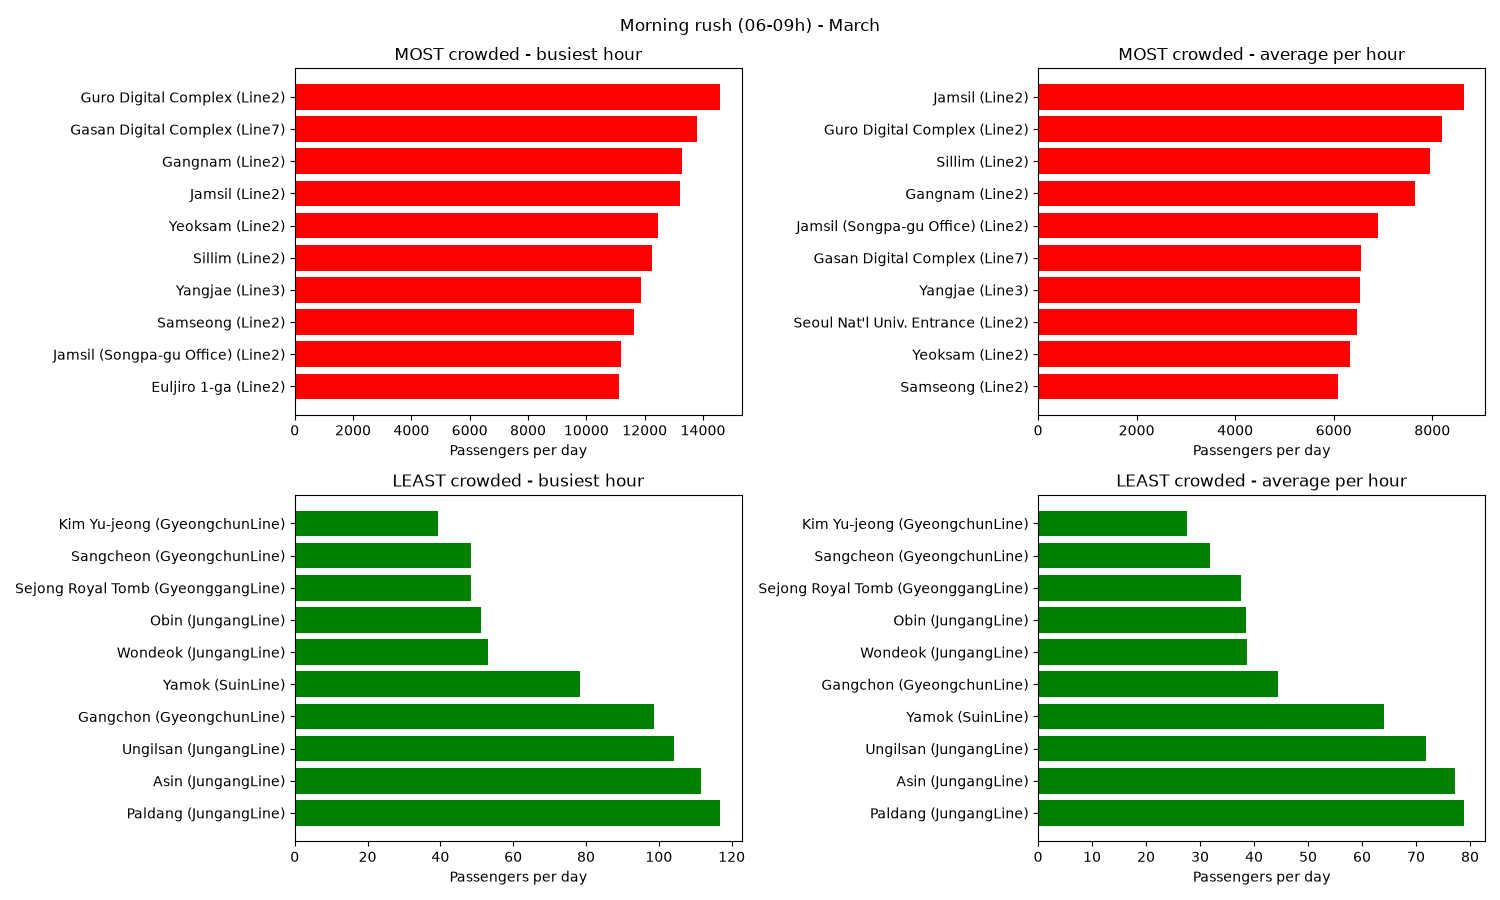 Morning rush (06-09h) - March
MOST crowded - busiest hour
Guro Digital Complex (Line2)
Gasan Digital Complex (Line7)
Gangnam (Line2)
Jamsil (Line2)
Yeoksam (Line2)
Sillim (Line2)
Yangjae (Line3)
Samseong (Line2)
Jamsil (Songpa-gu Office) (Line2)
Euljiro 1-ga (Line2)
0 2000 4000 6000 8000 10000 12000 14000
Passengers per day
MOST crowded - average per hour
Jamsil (Line2)
Guro Digital Complex (Line2)
Sillim (Line2)
Gangnam (Line2)
Jamsil (Songpa-gu Office) (Line2)
Gasan Digital Complex (Line7)
Yangjae (Line3)
Seoul Nat'l Univ. Entrance (Line2)
Yeoksam (Line2)
Samseong (Line2)
0 2000 4000 6000 8000
Passengers per day
LEAST crowded - busiest hour
Kim Yu-jeong (GyeongchunLine)
Sangcheon (GyeongchunLine)
Sejong Royal Tomb (GyeonggangLine)
Obin (JungangLine)
Wondeok (JungangLine)
Yamok (SuinLine)
Gangchon (GyeongchunLine)
Ungilsan (JungangLine)
Asin (JungangLine)
Paldang (JungangLine)
0 20 40 60 80 100 120
Passengers per day
LEAST crowded - average per hour
Kim Yu-jeong (GyeongchunLine)
Sangcheon (GyeongchunLine)
Sejong Royal Tomb (GyeonggangLine)
Obin (JungangLine)
Wondeok (JungangLine)
Gangchon (GyeongchunLine)
Yamok (SuinLine)
Ungilsan (JungangLine)
Asin (JungangLine)
Paldang (JungangLine)
0 10 20 30 40 50 60 70 80
Passengers per day